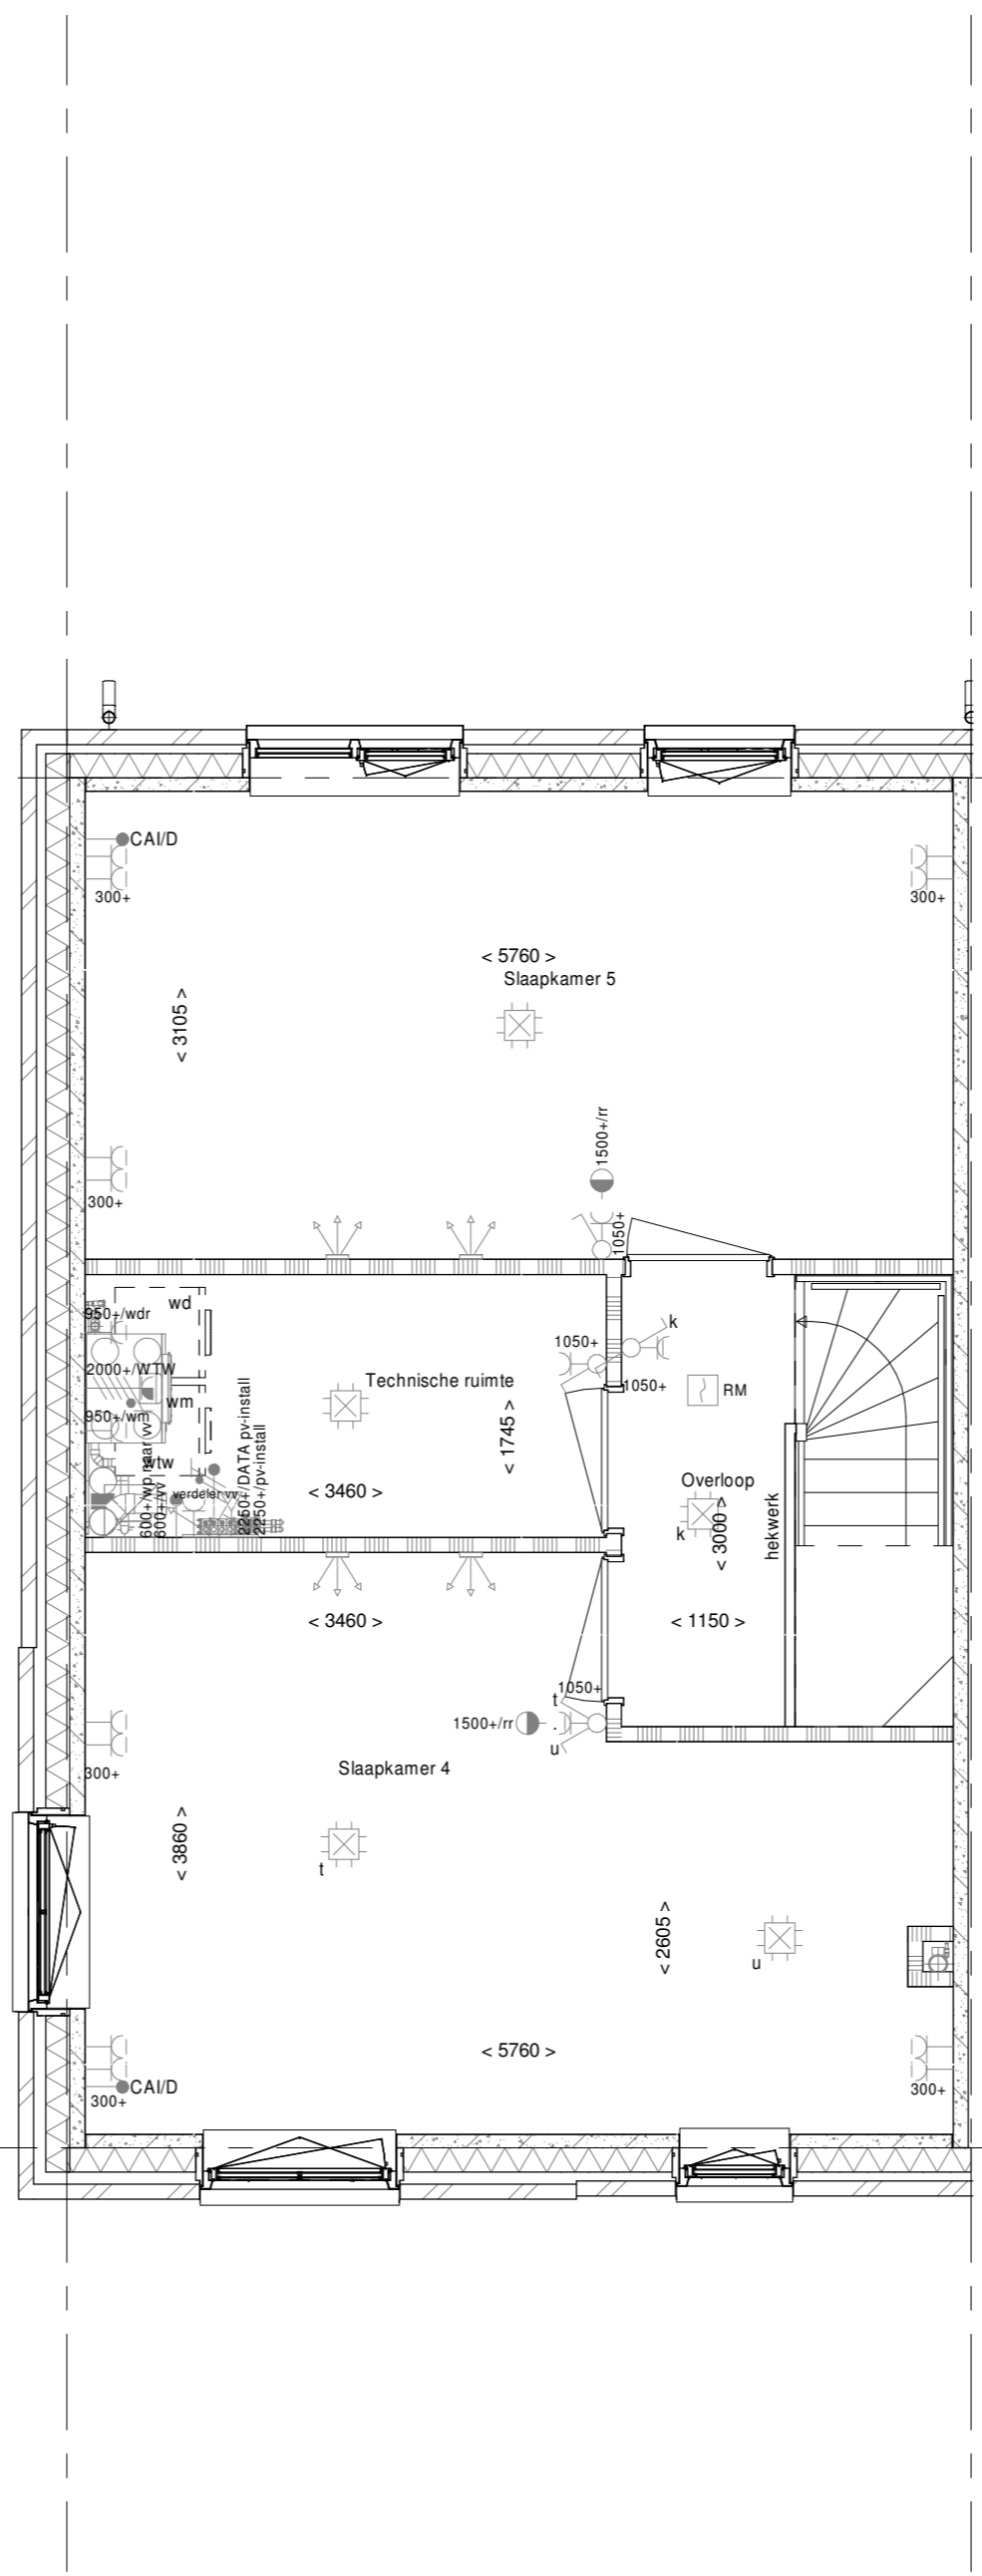 CAI/D
300+
300+
< 5760 >
Slaapkamer 5
< 3105 >
1500+/rr
300+
1050+
wd
950+/wdr
k
1050+
2000+/WTW
Technische ruimte
1050+
RM
wm
950+/wm
< 1745 >
wtw
Overloop
2250+/DATA pv-install
2250+/pv-install
verdeler vv
< 3460 >
600+/wp naar vv
600+/vv
k
< 3000 >
hekwerk
< 3460 >
< 1150 >
1050+
t
1500+/rr
u
300+
Slaapkamer 4
< 3860 >
t
< 2605 >
u
< 5760 >
CAI/D
300+
300+